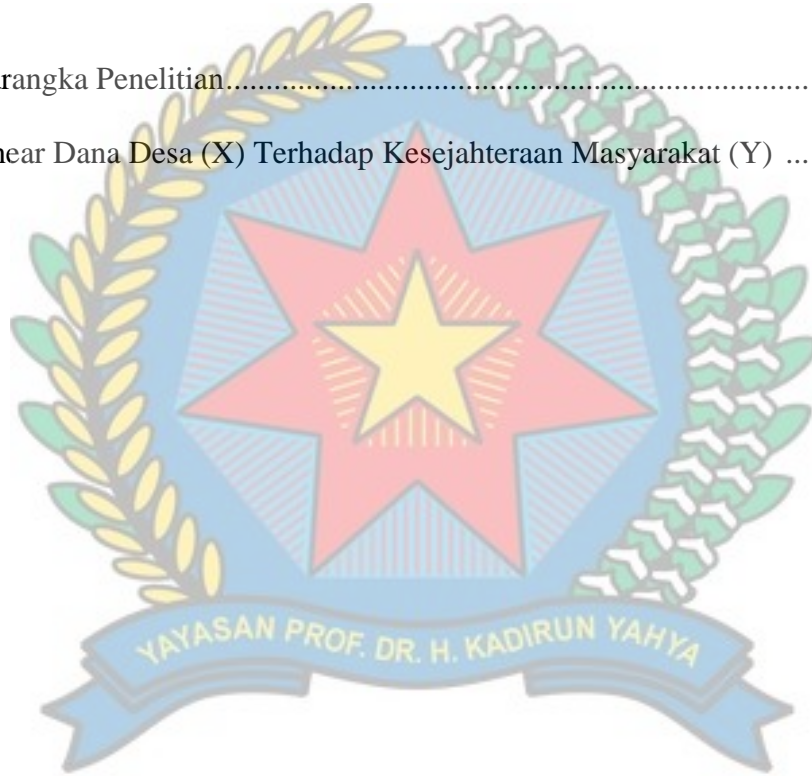 rangka Penelitian
near Dana Desa (X) Terhadap Kesejahteraan Masyarakat (Y) ...
YAYASAN PROF. DR. H. KADIRUN YAHYA